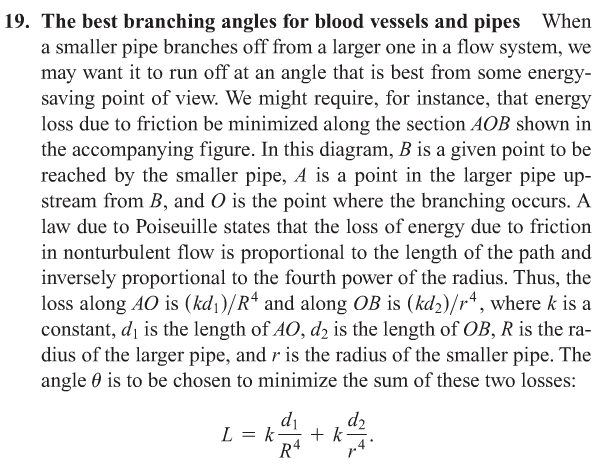 19. The best branching angles for blood vessels and pipes When
a smaller pipe branches off from a larger one in a flow system, we
may want it to run off at an angle that is best from some energy-
saving point of view. We might require, for instance, that energy
loss due to friction be minimized along the section AOB shown in
the accompanying figure. In this diagram, B is a given point to be
reached by the smaller pipe, A is a point in the larger pipe up-
stream from B, and O is the point where the branching occurs. A
law due to Poiseuille states that the loss of energy due to friction
in nonturbulent flow is proportional to the length of the path and
inversely proportional to the fourth power of the radius. Thus, the
loss along AO is (kd₁)/R⁴ and along OB is (kd₂)/r⁴, where k is a
constant, d₁ is the length of AO, d₂ is the length of OB, R is the ra-
dius of the larger pipe, and r is the radius of the smaller pipe. The
angle θ is to be chosen to minimize the sum of these two losses:
L = k d₁/R⁴ + k d₂/r⁴.